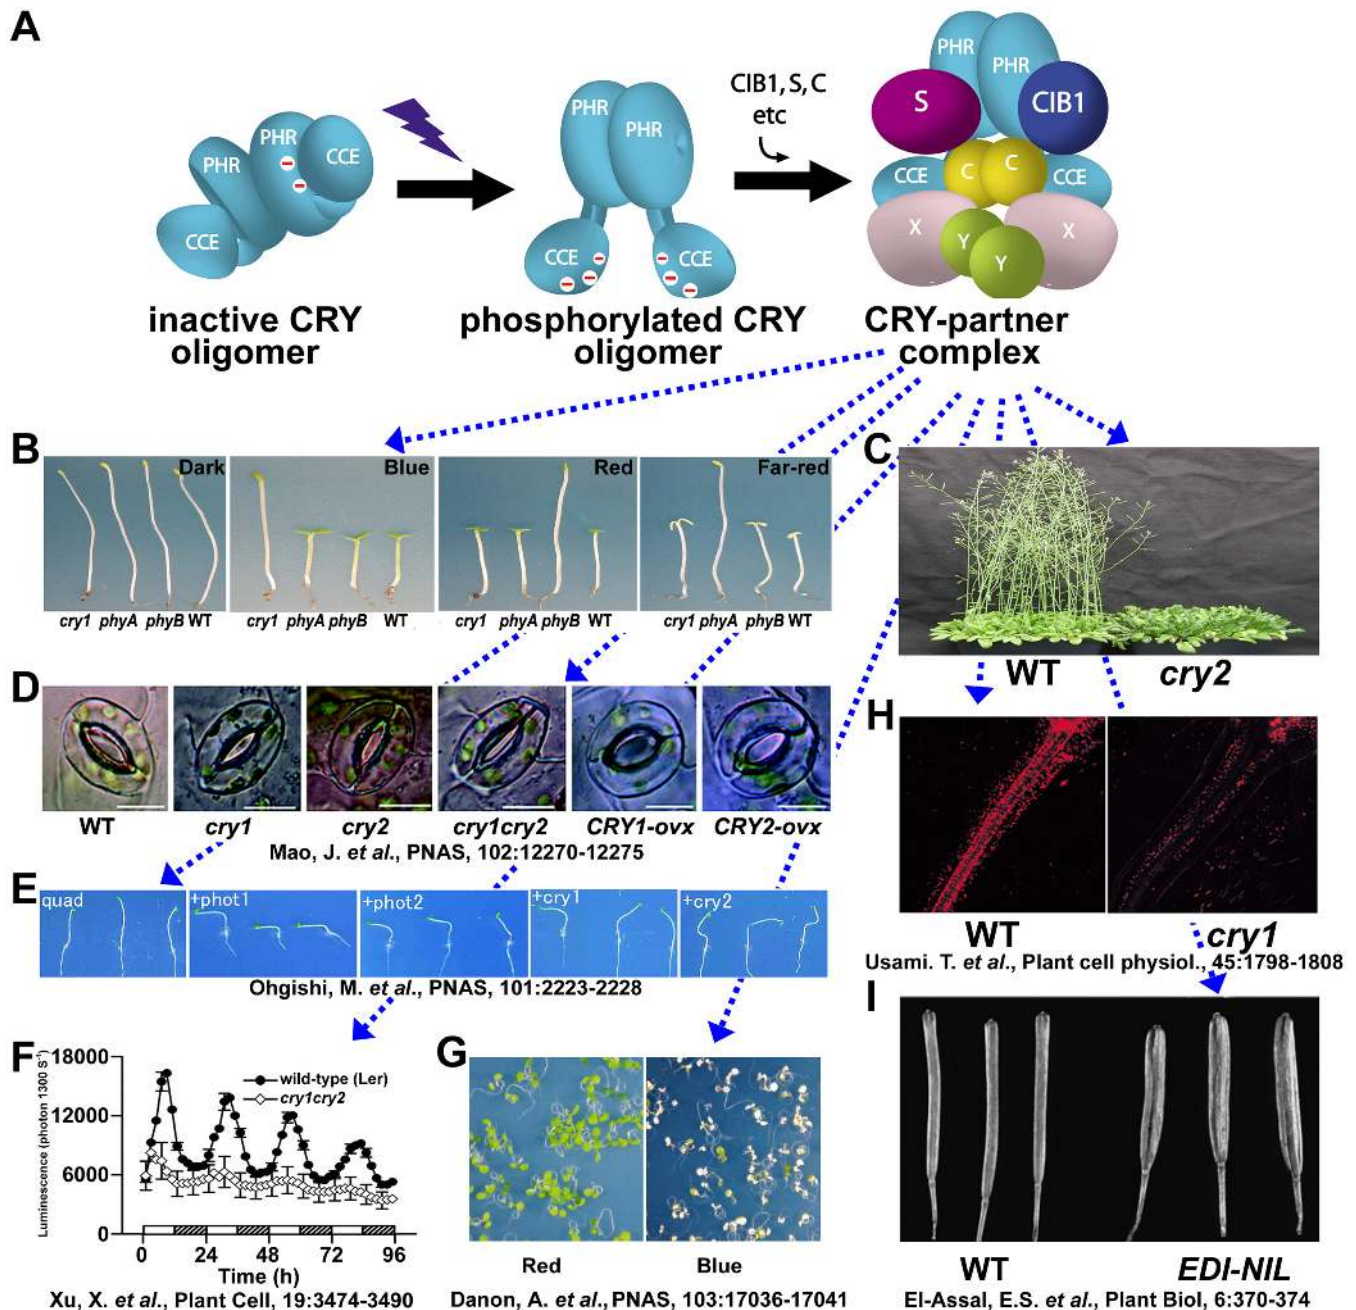 A
PHR
PHR
CCE
CCE
PHR
PHR
CCE
CCE
CIB1, S, C
etc
PHR
PHR
S
CIB1
CCE
C
C
CCE
X
Y
Y
X
inactive CRY
oligomer
phosphorylated CRY
oligomer
CRY-partner
complex
B
Dark
Blue
Red
Far-red
cry1 phyA phyB WT
cry1 phyA phyB WT
cry1 phyA phyB WT
cry1 phyA phyB WT
C
WT
cry2
D
WT
cry1
cry2
cry1cry2
CRY1-ovx
CRY2-ovx
Mao, J. et al., PNAS, 102:12270-12275
E
quad
+phot1
+phot2
+cry1
+cry2
Ohgishi, M. et al., PNAS, 101:2223-2228
H
WT
cry1
Usami. T. et al., Plant cell physiol., 45:1798-1808
F
Luminescence (photon 1300 S⁻¹)
18000
12000
6000
0
wild-type (Ler)
cry1cry2
0 24 48 72 96
Time (h)
Xu, X. et al., Plant Cell, 19:3474-3490
G
Red
Blue
Danon, A. et al., PNAS, 103:17036-17041
I
WT
EDI-NIL
El-Assal, E.S. et al., Plant Biol, 6:370-374